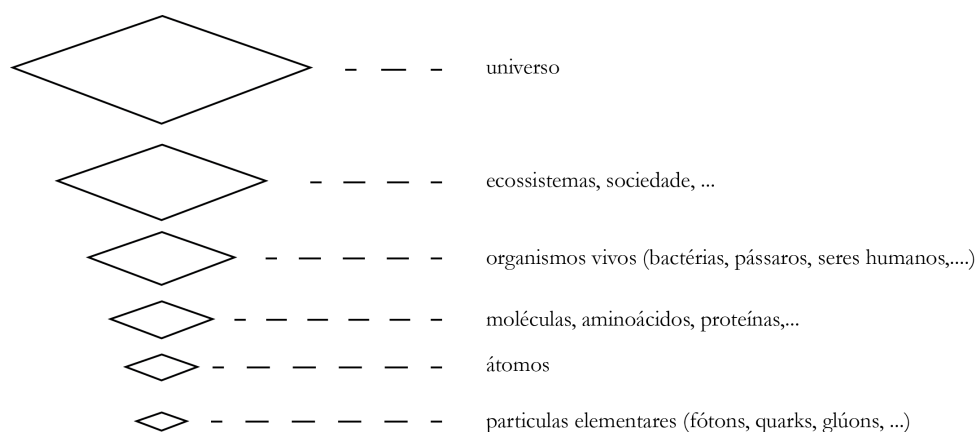 universo
ecossistemas, sociedade, ...
organismos vivos (bactérias, pássaros, seres humanos,....)
moléculas, aminoácidos, proteínas,...
átomos
particulas elementares (fótons, quarks, glúons, ...)